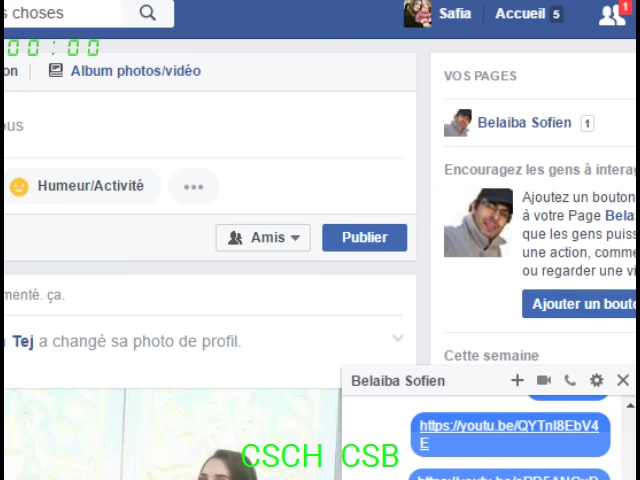 s choses
Safia
Accueil 5
1
00:00
on
Album photos/vidéo
VOS PAGES
ous
Belaiba Sofien 1
Encouragez les gens à intera
Humeur/Activité
Ajoutez un bouton
à votre Page Bela
que les gens puiss
une action, comme
ou regarder une vi
Amis
Publier
Ajouter un bouto
menté. ça.
Tej a changé sa photo de profil.
Cette semaine
Belaiba Sofien
https://youtu.be/QYTnI8EbV4
E
CSCH CSB